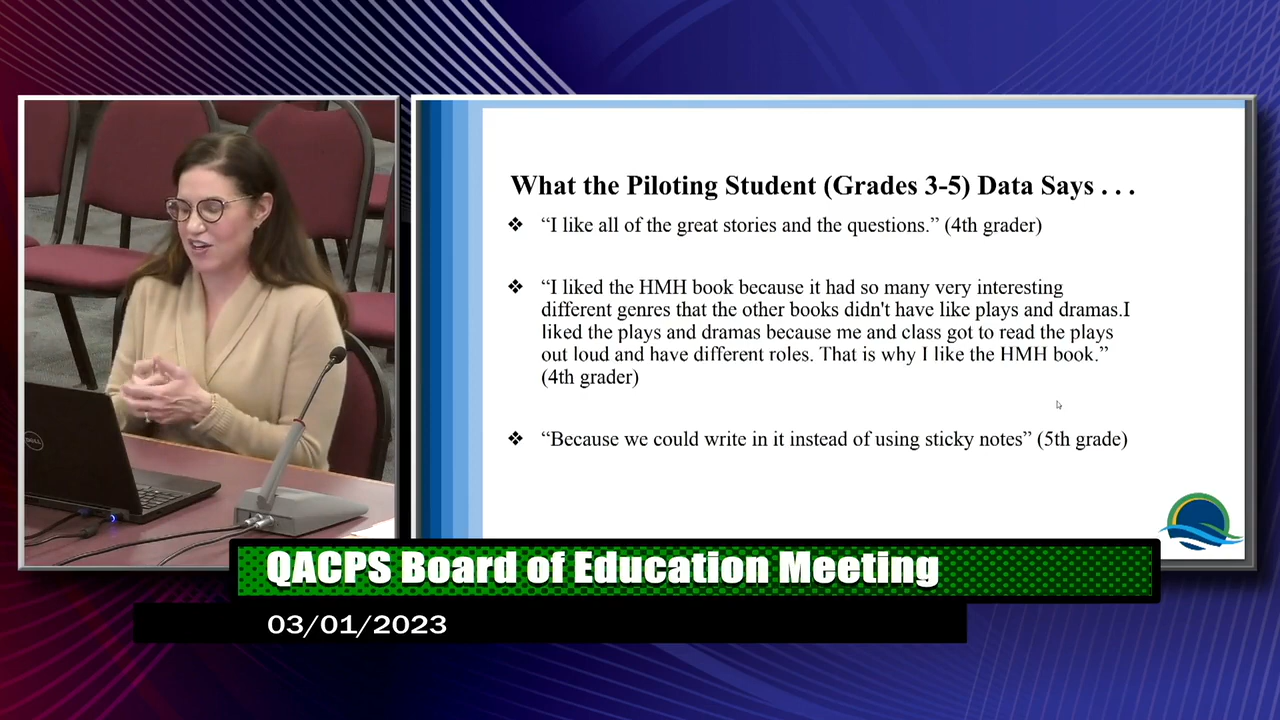 What the Piloting Student (Grades 3-5) Data Says . . .
❖ “I like all of the great stories and the questions.” (4th grader)
❖ “I liked the HMH book because it had so many very interesting
different genres that the other books didn't have like plays and dramas.I
liked the plays and dramas because me and class got to read the plays
out loud and have different roles. That is why I like the HMH book.”
(4th grader)
❖ “Because we could write in it instead of using sticky notes” (5th grade)
DELL
QACPS Board of Education Meeting
03/01/2023